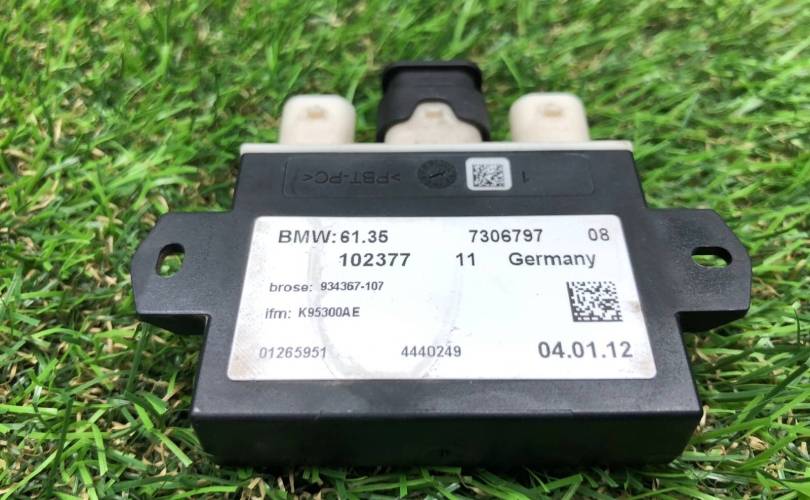 >PBT-PC<
1
BMW: 61.35 7306797 08
102377 11 Germany
brose: 934367-107
ifm: K95300AE
01265951 4440249 04.01.12